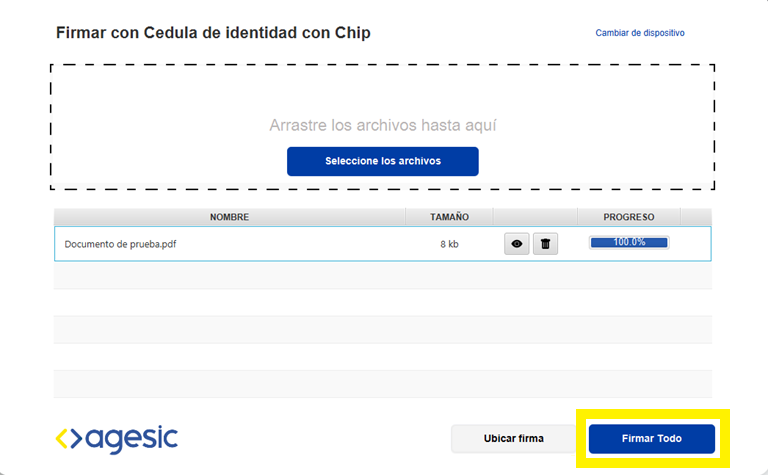 Firmar con Cedula de identidad con Chip
Cambiar de dispositivo
Arrastre los archivos hasta aquí
Seleccione los archivos
NOMBRE TAMAÑO PROGRESO
Documento de prueba.pdf 8 kb 100.0%
agesic
Ubicar firma Firmar Todo